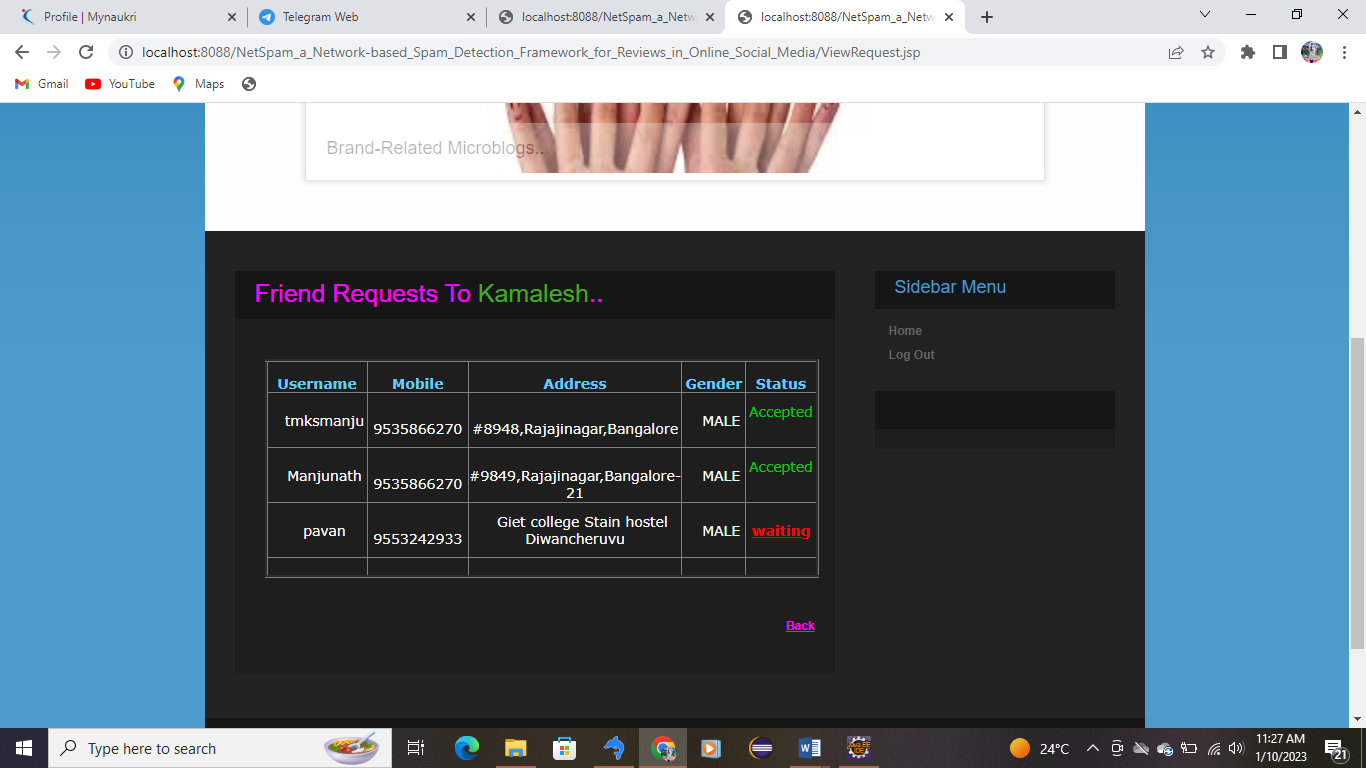 Profile | Mynaukri
Telegram Web
localhost:8088/NetSpam_a_Netw
localhost:8088/NetSpam_a_Netw
localhost:8088/NetSpam_a_Network-based_Spam_Detection_Framework_for_Reviews_in_Online_Social_Media/ViewRequest.jsp
Gmail
YouTube
Maps
Brand-Related Microblogs..
Friend Requests To Kamalesh..
Sidebar Menu
Home
Log Out
Username Mobile Address Gender Status
tmksmanju 9535866270 #8948,Rajajinagar,Bangalore MALE Accepted
Manjunath 9535866270 #9849,Rajajinagar,Bangalore-
21 MALE Accepted
pavan 9553242933 Giet college Stain hostel
Diwancheruvu MALE waiting
Back
Type here to search
24°C
11:27 AM
1/10/2023
21